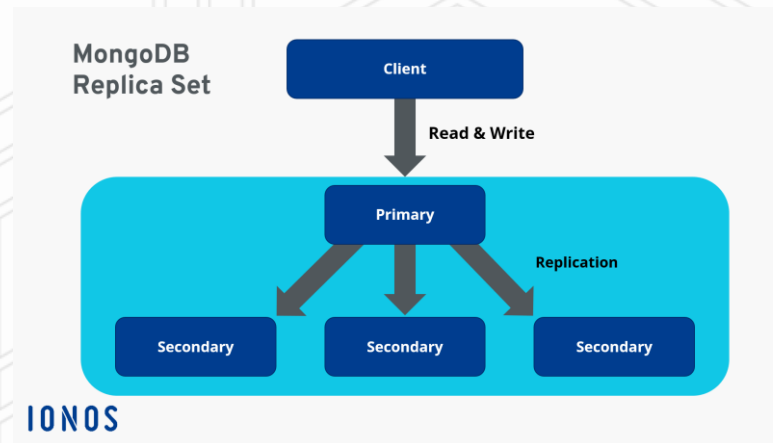 MongoDB
Replica Set
Client
Read & Write
Primary
Replication
Secondary
Secondary
Secondary
IONOS